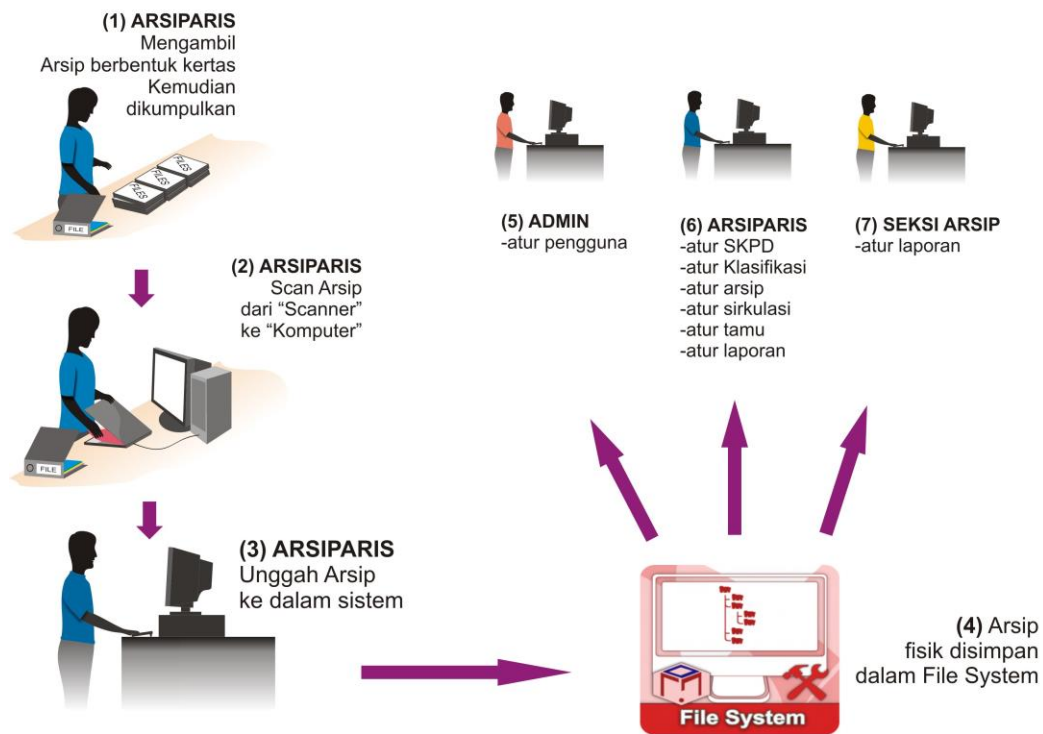 (1) ARSIPARIS
Mengambil
Arsip berbentuk kertas
Kemudian
dikumpulkan
FILES
FILES
FILES
FILE
(2) ARSIPARIS
Scan Arsip
dari “Scanner”
ke “Komputer”
FILE
(3) ARSIPARIS
Unggah Arsip
ke dalam sistem
(4) Arsip
fisik disimpan
dalam File System
File System
(5) ADMIN
-atur pengguna
(6) ARSIPARIS
-atur SKPD
-atur Klasifikasi
-atur arsip
-atur sirkulasi
-atur tamu
-atur laporan
(7) SEKSI ARSIP
-atur laporan